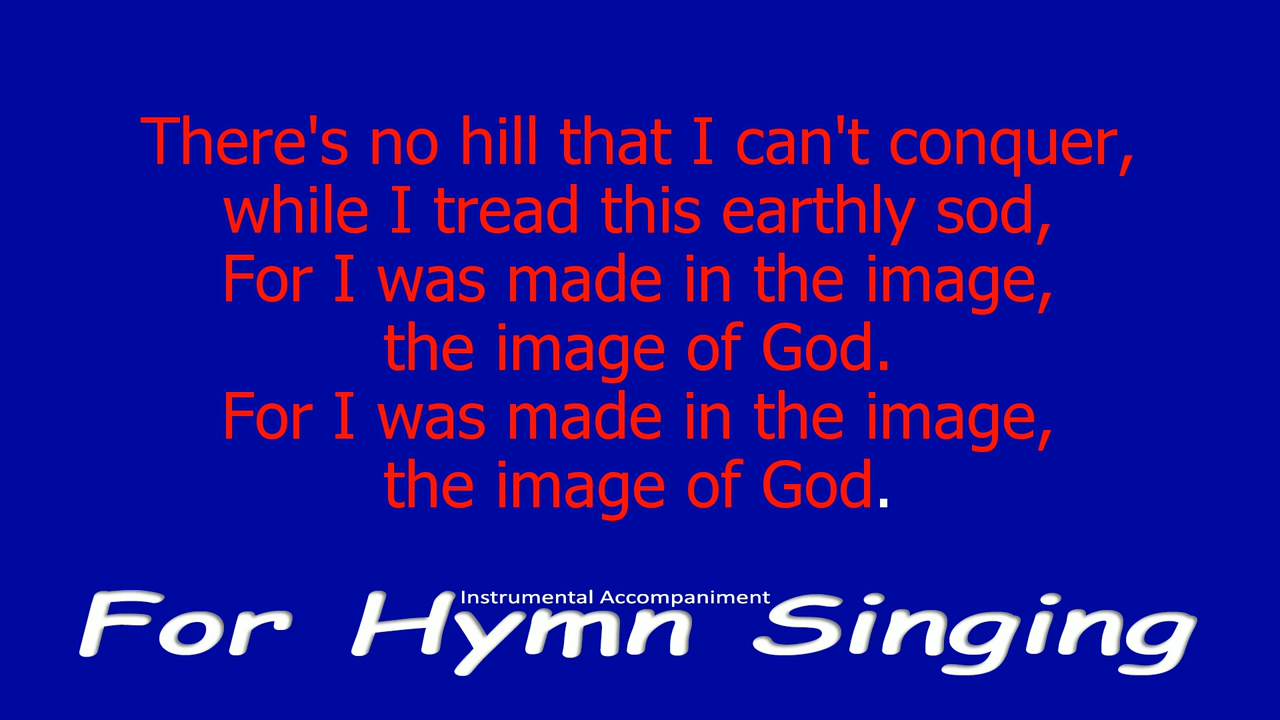 There's no hill that I can't conquer,
while I tread this earthly sod,
For I was made in the image,
the image of God.
For I was made in the image,
the image of God.
Instrumental Accompaniment
For Hymn Singing